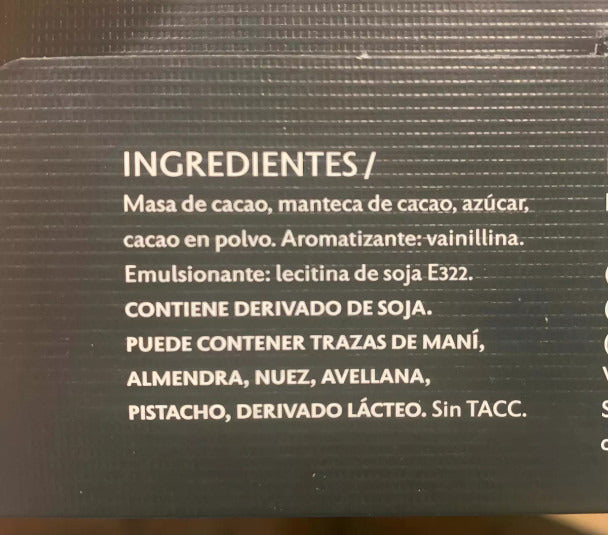 INGREDIENTES /
Masa de cacao, manteca de cacao, azúcar,
cacao en polvo. Aromatizante: vainillina.
Emulsionante: lecitina de soja E322.
CONTIENE DERIVADO DE SOJA.
PUEDE CONTENER TRAZAS DE MANÍ,
ALMENDRA, NUEZ, AVELLANA,
PISTACHO, DERIVADO LÁCTEO. Sin TACC.